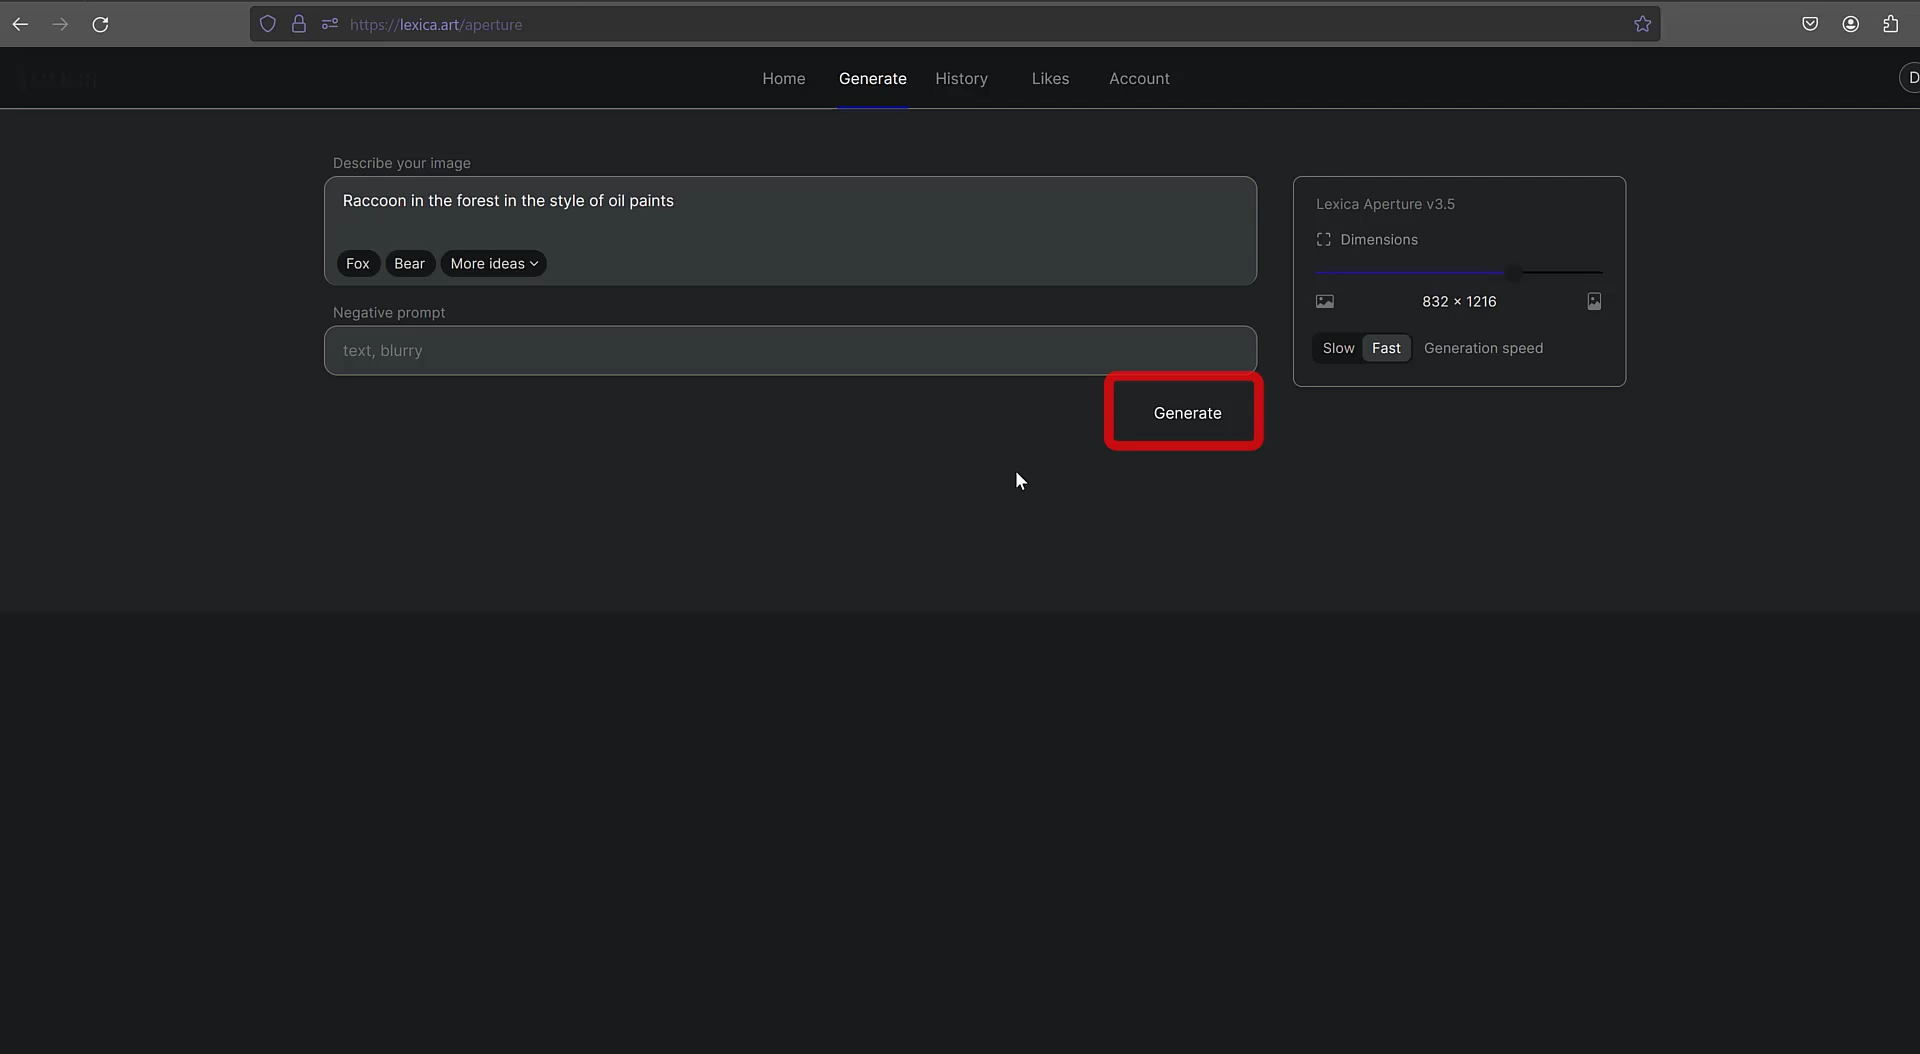 https://lexica.art/aperture
Home Generate History Likes Account
D
Describe your image
Raccoon in the forest in the style of oil paints
Fox Bear More ideas
Negative prompt
text, blurry
Generate
Lexica Aperture v3.5
Dimensions
832 × 1216
Slow Fast Generation speed